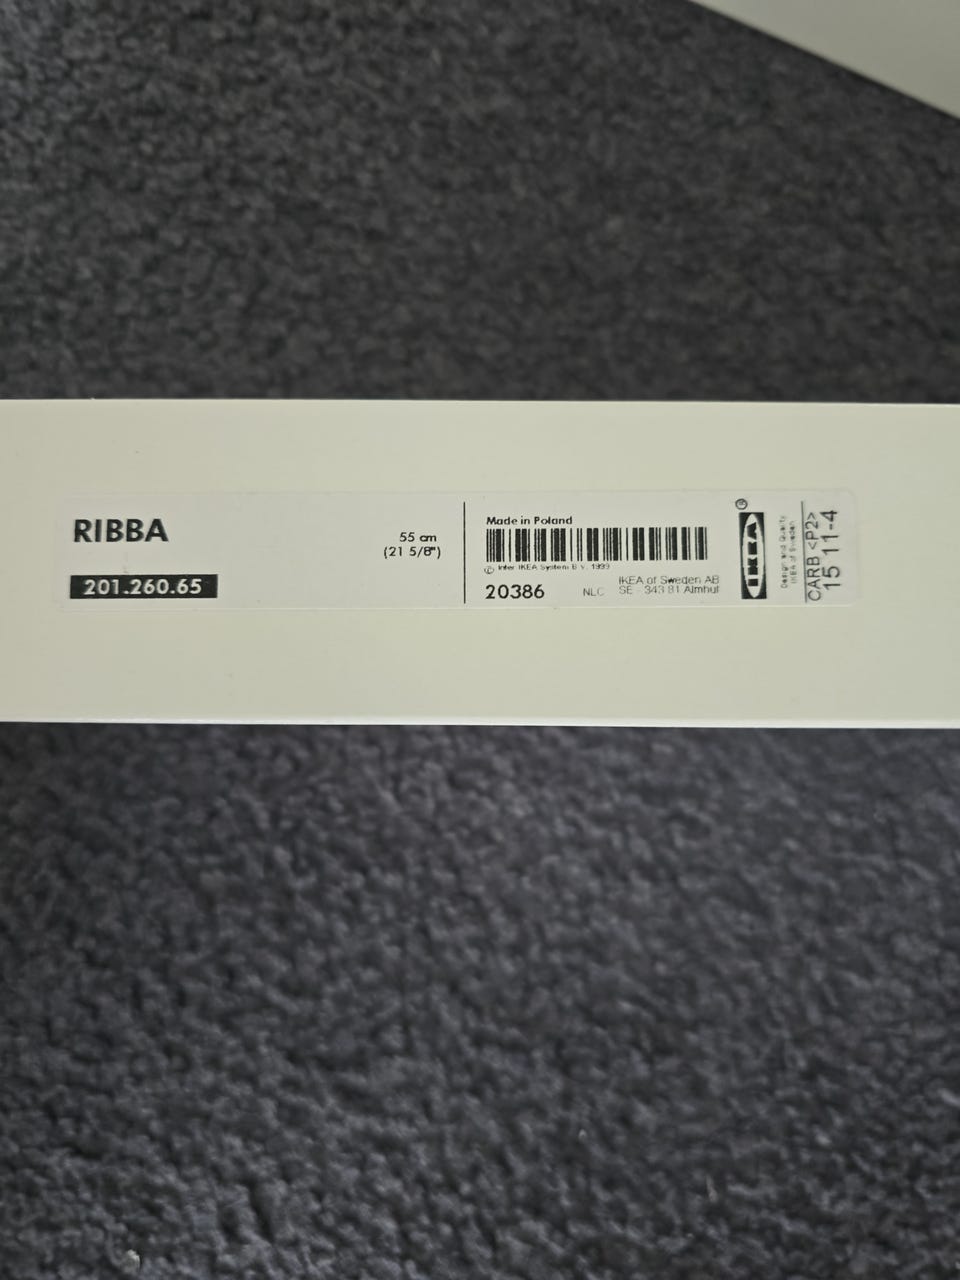 RIBBA
201.260.65
55 cm
(21 5/8")
Made in Poland
© Inter IKEA Systems B.V. 1999
20386
NLC
IKEA of Sweden AB
SE - 343 81 Älmhult
IKEA®
Design and Quality
IKEA of Sweden
CARB <P2>
15 11-4